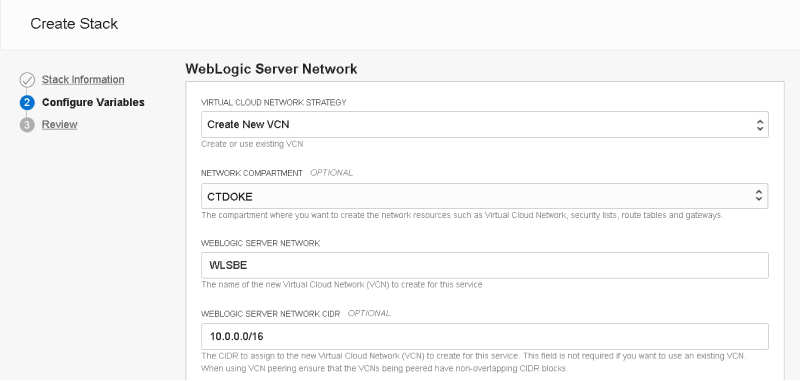 Create Stack
WebLogic Server Network
Stack Information
2 Configure Variables
3 Review
VIRTUAL CLOUD NETWORK STRATEGY
Create New VCN
Create or use existing VCN
NETWORK COMPARTMENT OPTIONAL
CTDOKE
The compartment where you want to create the network resources such as Virtual Cloud Network, security lists, route tables and gateways.
WEBLOGIC SERVER NETWORK
WLSBE
The name of the new Virtual Cloud Network (VCN) to create for this service
WEBLOGIC SERVER NETWORK CIDR OPTIONAL
10.0.0.0/16
The CIDR to assign to the new Virtual Cloud Network (VCN) to create for this service. This field is not required if you want to use an existing VCN.
When using VCN peering ensure that the VCNs being peered have non-overlapping CIDR blocks.